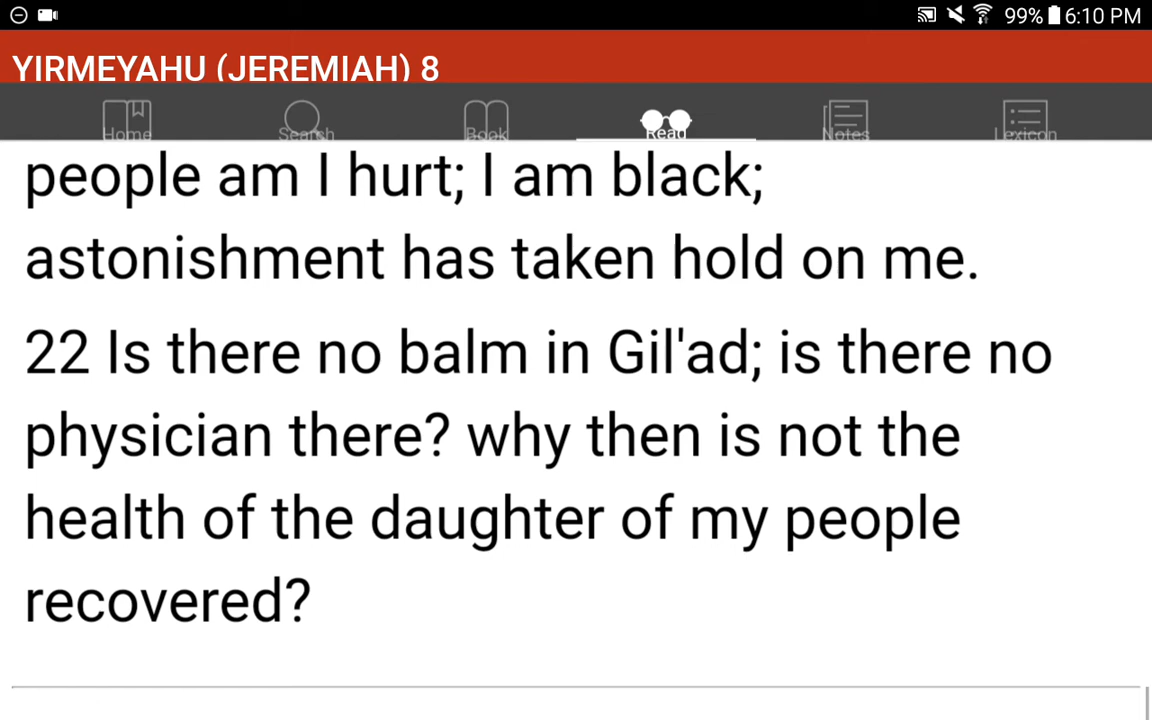 99% 6:10 PM
YIRMEYAHU (JEREMIAH) 8
Home Search Book Read Notes Lexicon
people am I hurt; I am black;
astonishment has taken hold on me.
22 Is there no balm in Gil'ad; is there no
physician there? why then is not the
health of the daughter of my people
recovered?